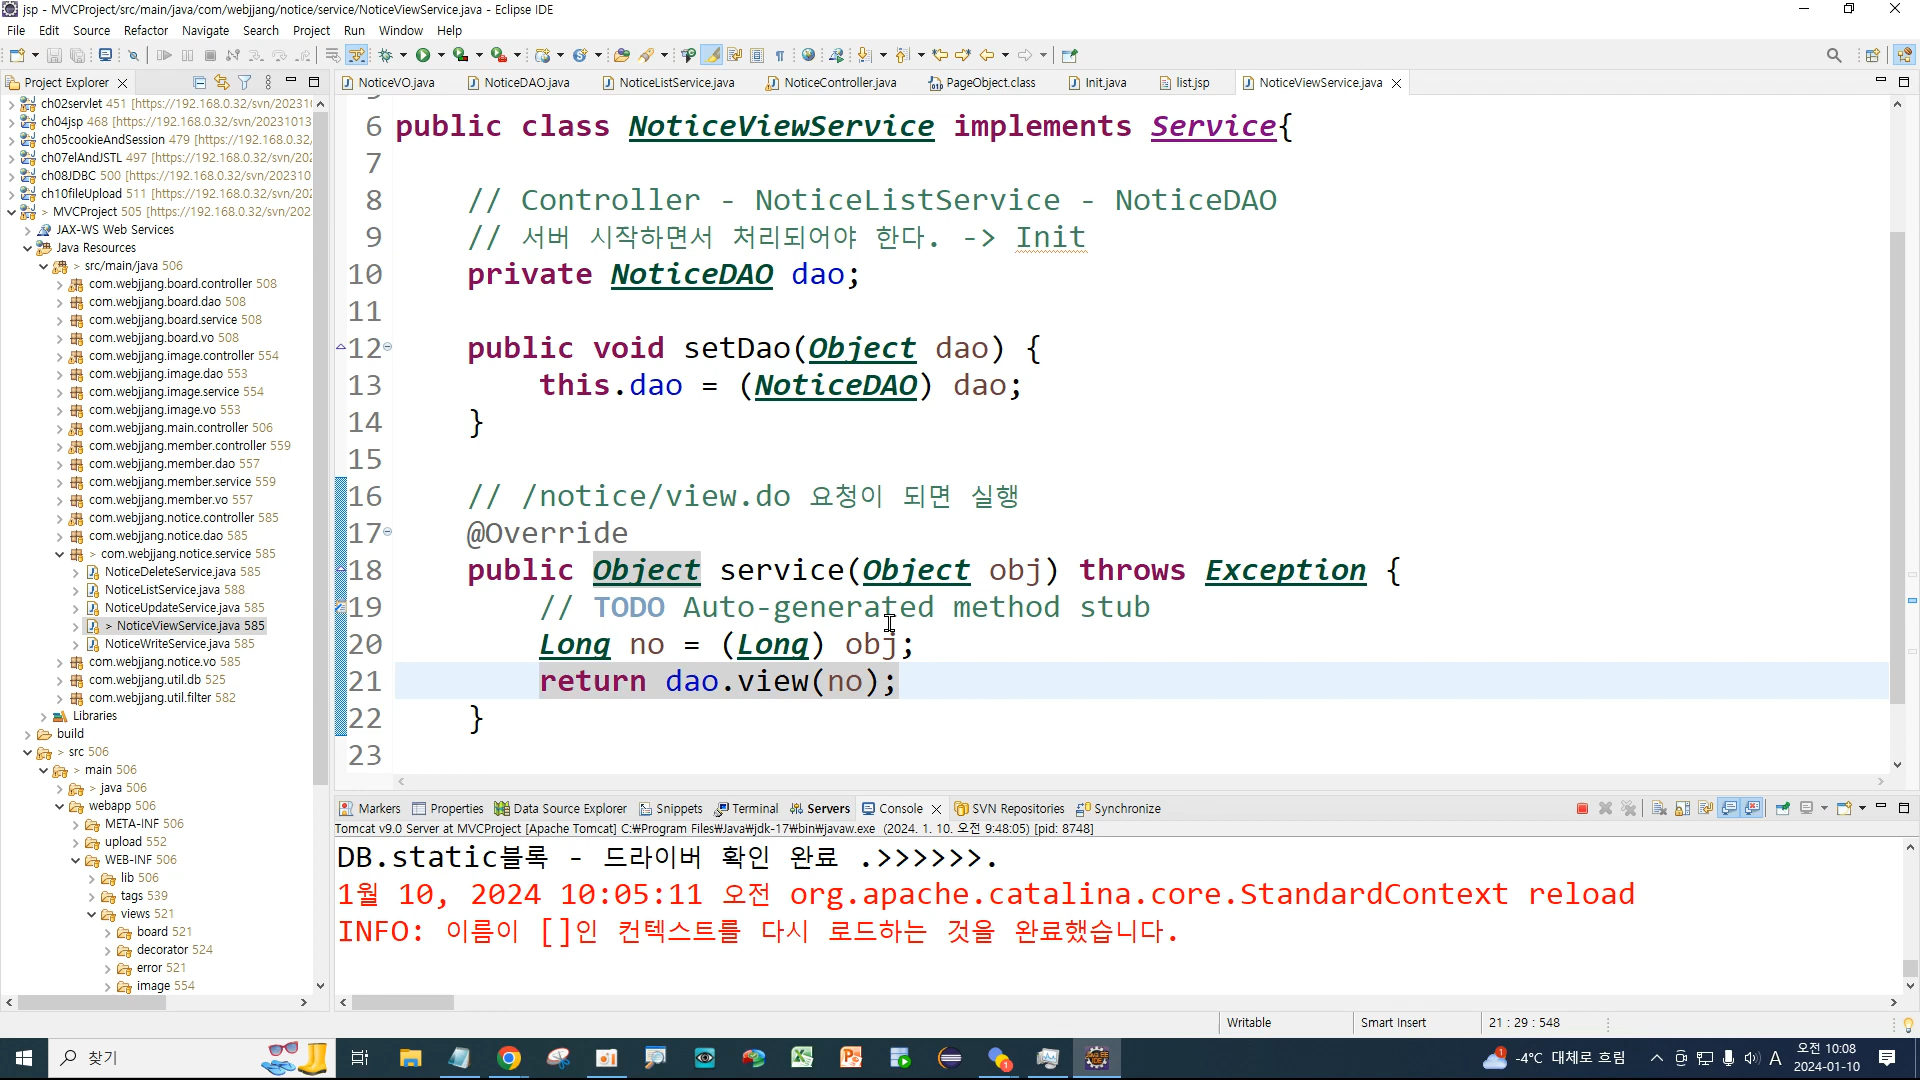 jsp - MVCProject/src/main/java/com/webjjang/notice/service/NoticeViewService.java - Eclipse IDE
File Edit Source Refactor Navigate Search Project Run Window Help
Project Explorer
ch02servlet 451 [https://192.168.0.32/svn/202310
ch04jsp 468 [https://192.168.0.32/svn/20231013
ch05cookieAndSession 479 [https://192.168.0.32/
ch07elAndJSTL 497 [https://192.168.0.32/svn/202
ch08JDBC 500 [https://192.168.0.32/svn/202310
ch10fileUpload 511 [https://192.168.0.32/svn/202
> MVCProject 505 [https://192.168.0.32/svn/202
JAX-WS Web Services
Java Resources
> src/main/java 506
com.webjjang.board.controller 508
com.webjjang.board.dao 508
com.webjjang.board.service 508
com.webjjang.board.vo 508
com.webjjang.image.controller 554
com.webjjang.image.dao 553
com.webjjang.image.service 554
com.webjjang.image.vo 553
com.webjjang.main.controller 506
com.webjjang.member.controller 559
com.webjjang.member.dao 557
com.webjjang.member.service 559
com.webjjang.member.vo 557
com.webjjang.notice.controller 585
com.webjjang.notice.dao 585
> com.webjjang.notice.service 585
NoticeDeleteService.java 585
NoticeListService.java 588
NoticeUpdateService.java 585
> NoticeViewService.java 585
NoticeWriteService.java 585
com.webjjang.notice.vo 585
com.webjjang.util.db 525
com.webjjang.util.filter 582
Libraries
build
> src 506
> main 506
> java 506
webapp 506
META-INF 506
upload 552
WEB-INF 506
lib 506
tags 539
views 521
board 521
decorator 524
error 521
image 554
NoticeVO.java NoticeDAO.java NoticeListService.java NoticeController.java PageObject.class Init.java list.jsp NoticeViewService.java
6 public class NoticeViewService implements Service{
7
8 // Controller - NoticeListService - NoticeDAO
9 // 서버 시작하면서 처리되어야 한다. -> Init
10 private NoticeDAO dao;
11
12 public void setDao(Object dao) {
13 this.dao = (NoticeDAO) dao;
14 }
15
16 // /notice/view.do 요청이 되면 실행
17 @Override
18 public Object service(Object obj) throws Exception {
19 // TODO Auto-generated method stub
20 Long no = (Long) obj;
21 return dao.view(no);
22 }
23
Markers Properties Data Source Explorer Snippets Terminal Servers Console SVN Repositories Synchronize
Tomcat v9.0 Server at MVCProject [Apache Tomcat] C:₩Program Files₩Java₩jdk-17₩bin₩javaw.exe (2024. 1. 10. 오전 9:48:05) [pid: 8748]
DB.static블록 - 드라이버 확인 완료 .>>>>>>.
1월 10, 2024 10:05:11 오전 org.apache.catalina.core.StandardContext reload
INFO: 이름이 []인 컨텍스트를 다시 로드하는 것을 완료했습니다.
Writable Smart Insert 21 : 29 : 548
찾기
-4°C 대체로 흐림
A
오전 10:08
2024-01-10